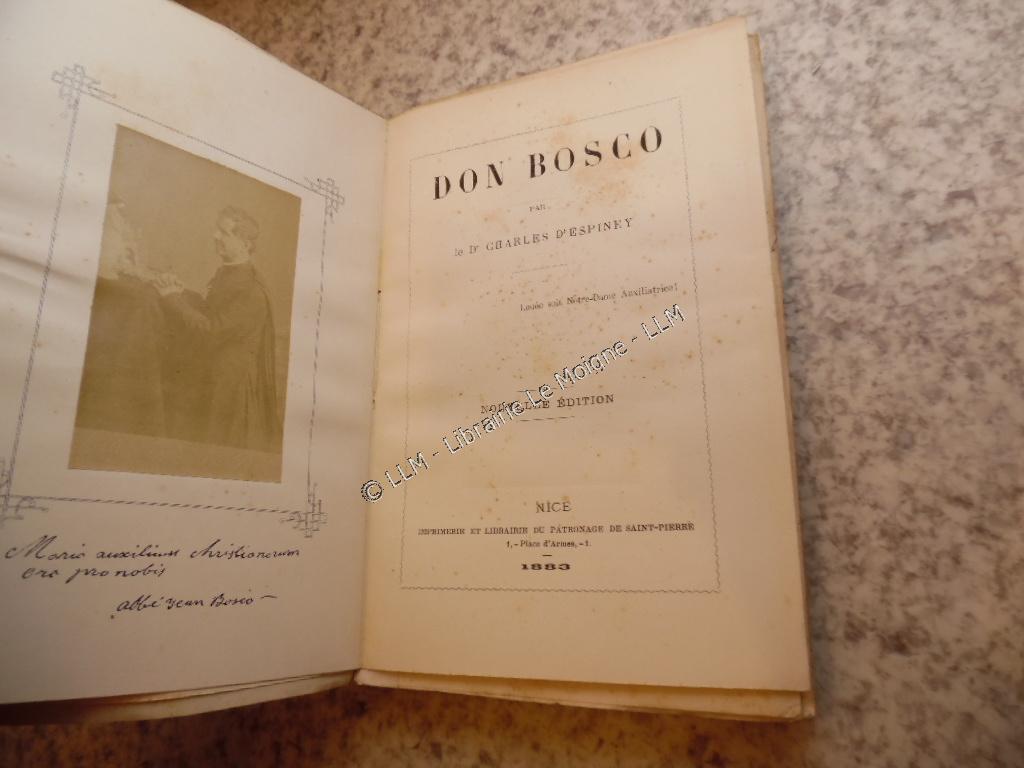 Maria auxilium christianorum
ora pro nobis
abbé Jean Bosco
DON BOSCO
PAR
le Dr CHARLES D'ESPINEY
Louée soit Notre-Dame Auxiliatrice!
NOUVELLE ÉDITION
NICE
IMPRIMERIE ET LIBRAIRIE DU PATRONAGE DE SAINT-PIERRE
1, - Place d'Armes, - 1.
1883
© LLM - Librairie Le Moigne - LLM